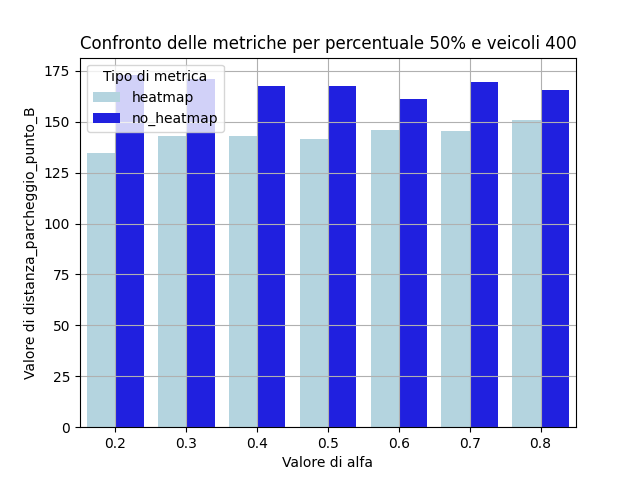 Confronto delle metriche per percentuale 50% e veicoli 400
Tipo di metrica
heatmap
no_heatmap
Valore di distanza_parcheggio_punto_B
175
150
125
100
75
50
25
0
0.2 0.3 0.4 0.5 0.6 0.7 0.8
Valore di alfa